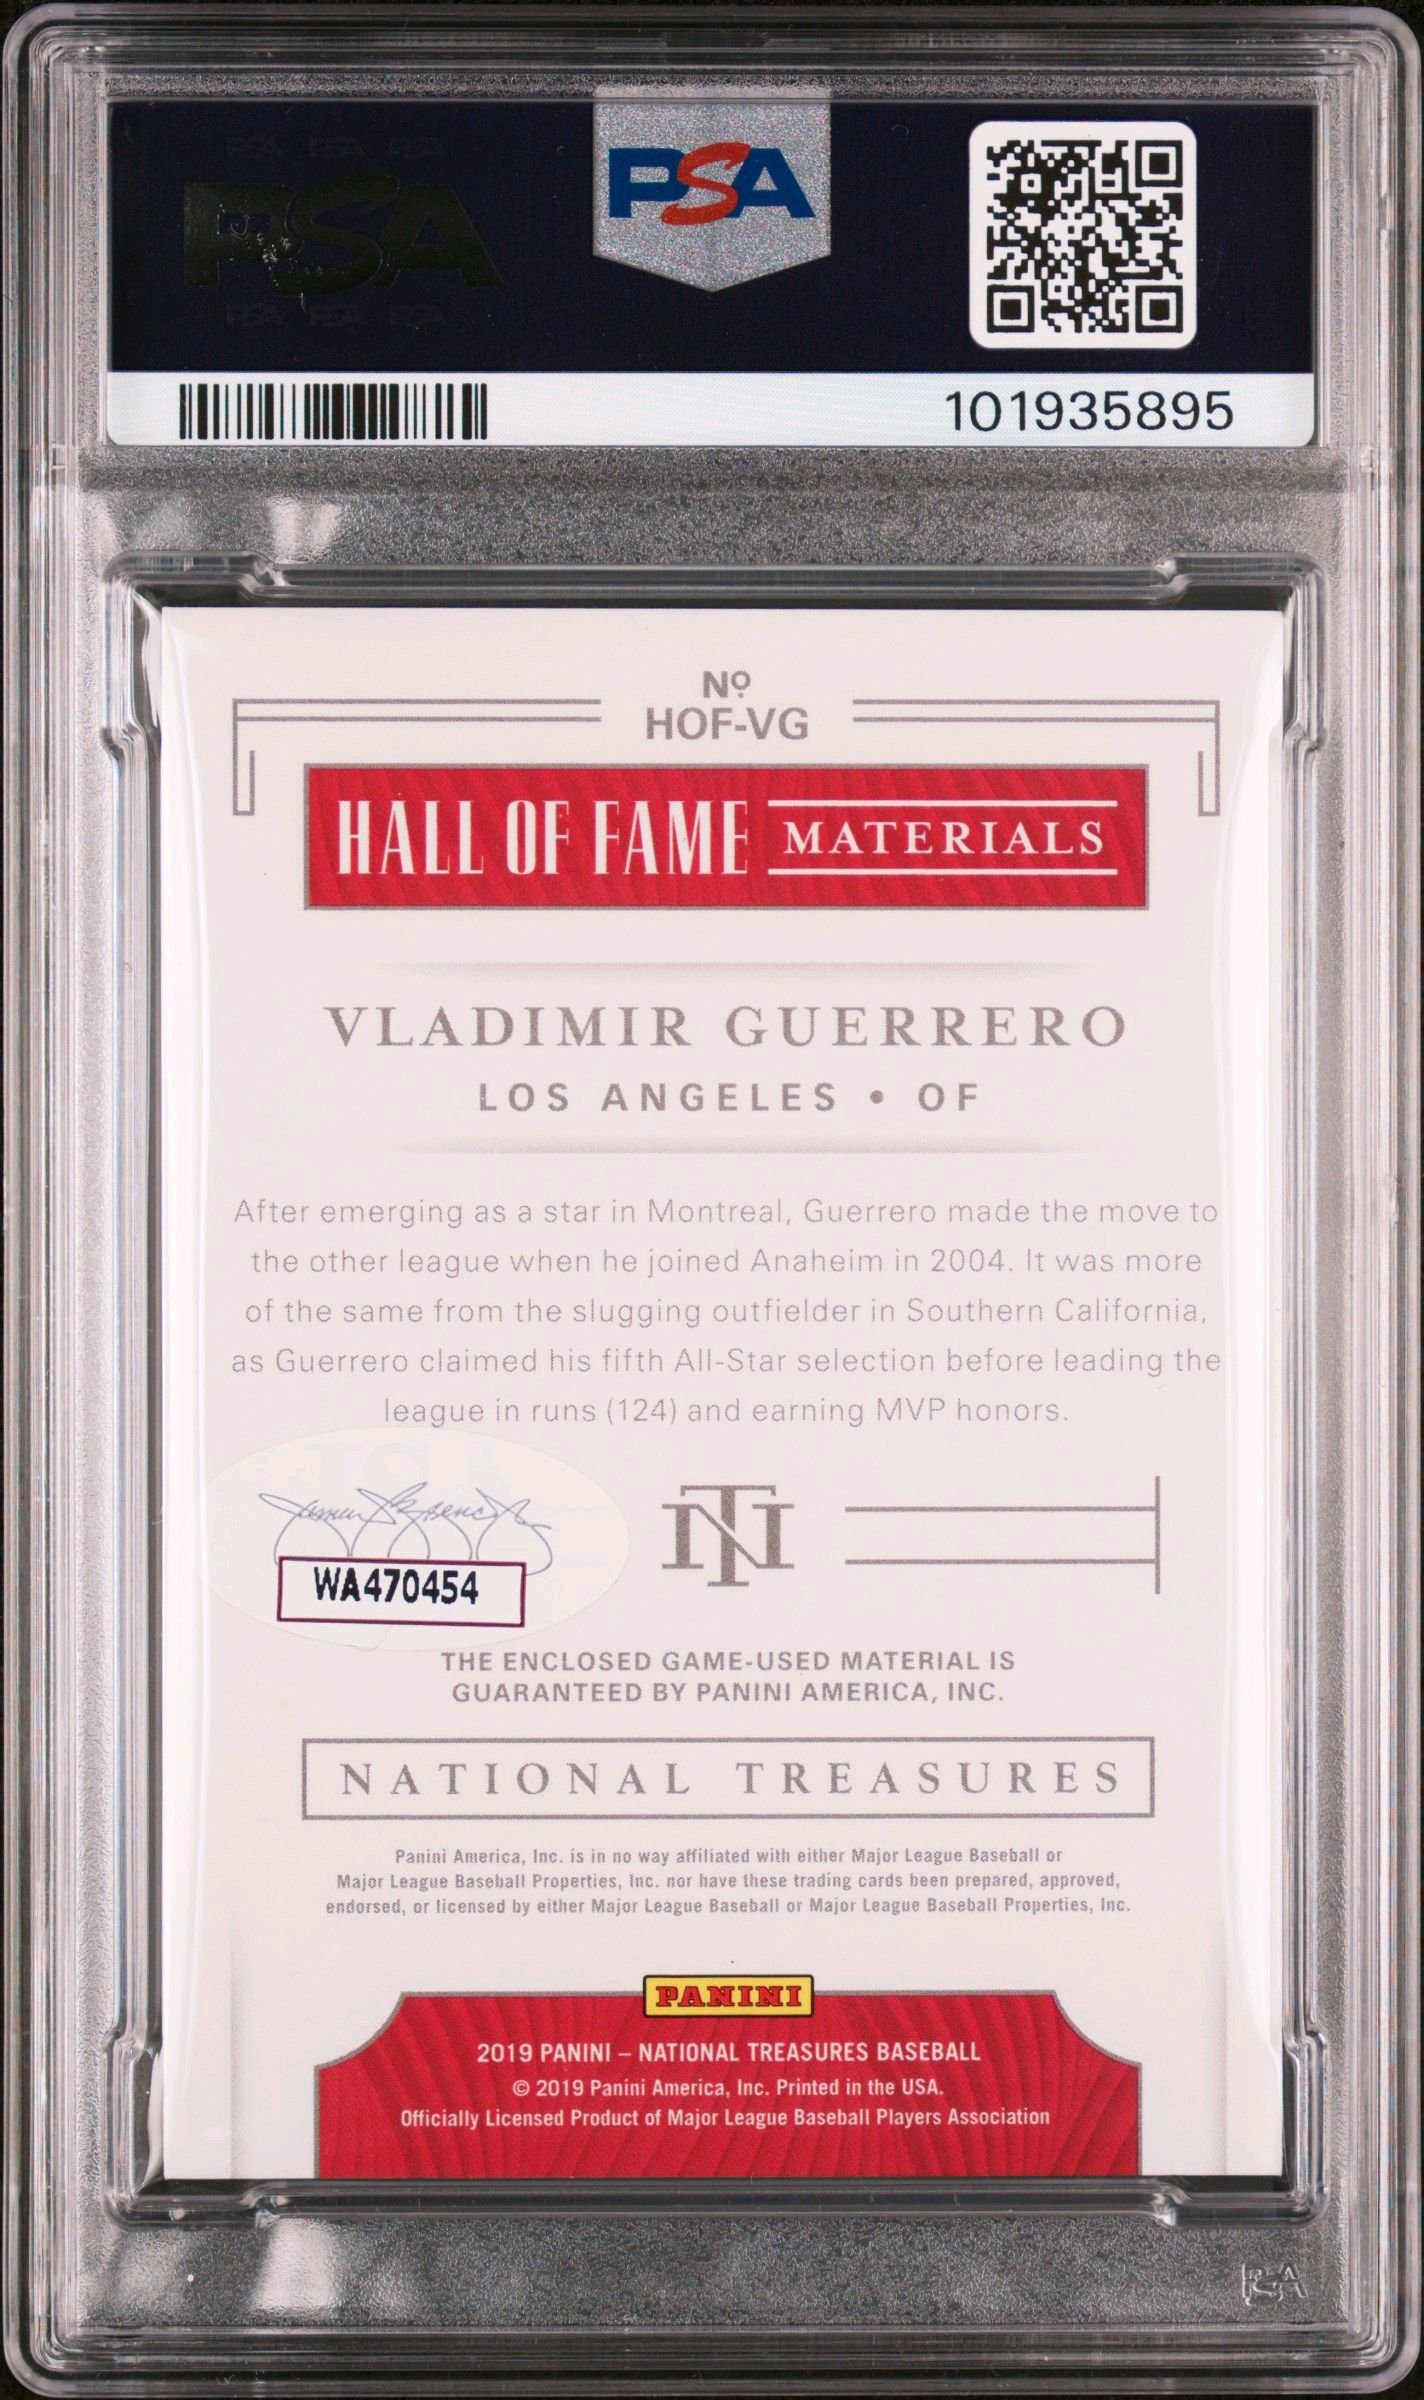 PSA
101935895
Nº
HOF-VG
HALL OF FAME MATERIALS
VLADIMIR GUERRERO
LOS ANGELES • OF
After emerging as a star in Montreal, Guerrero made the move to
the other league when he joined Anaheim in 2004. It was more
of the same from the slugging outfielder in Southern California,
as Guerrero claimed his fifth All-Star selection before leading the
league in runs (124) and earning MVP honors.
WA470454
NT
THE ENCLOSED GAME-USED MATERIAL IS
GUARANTEED BY PANINI AMERICA, INC.
NATIONAL TREASURES
Panini America, Inc. is in no way affiliated with either Major League Baseball or
Major League Baseball Properties, Inc. nor have these trading cards been prepared, approved,
endorsed, or licensed by either Major League Baseball or Major League Baseball Properties, Inc.
PANINI
2019 PANINI – NATIONAL TREASURES BASEBALL
© 2019 Panini America, Inc. Printed in the USA.
Officially Licensed Product of Major League Baseball Players Association
PSA